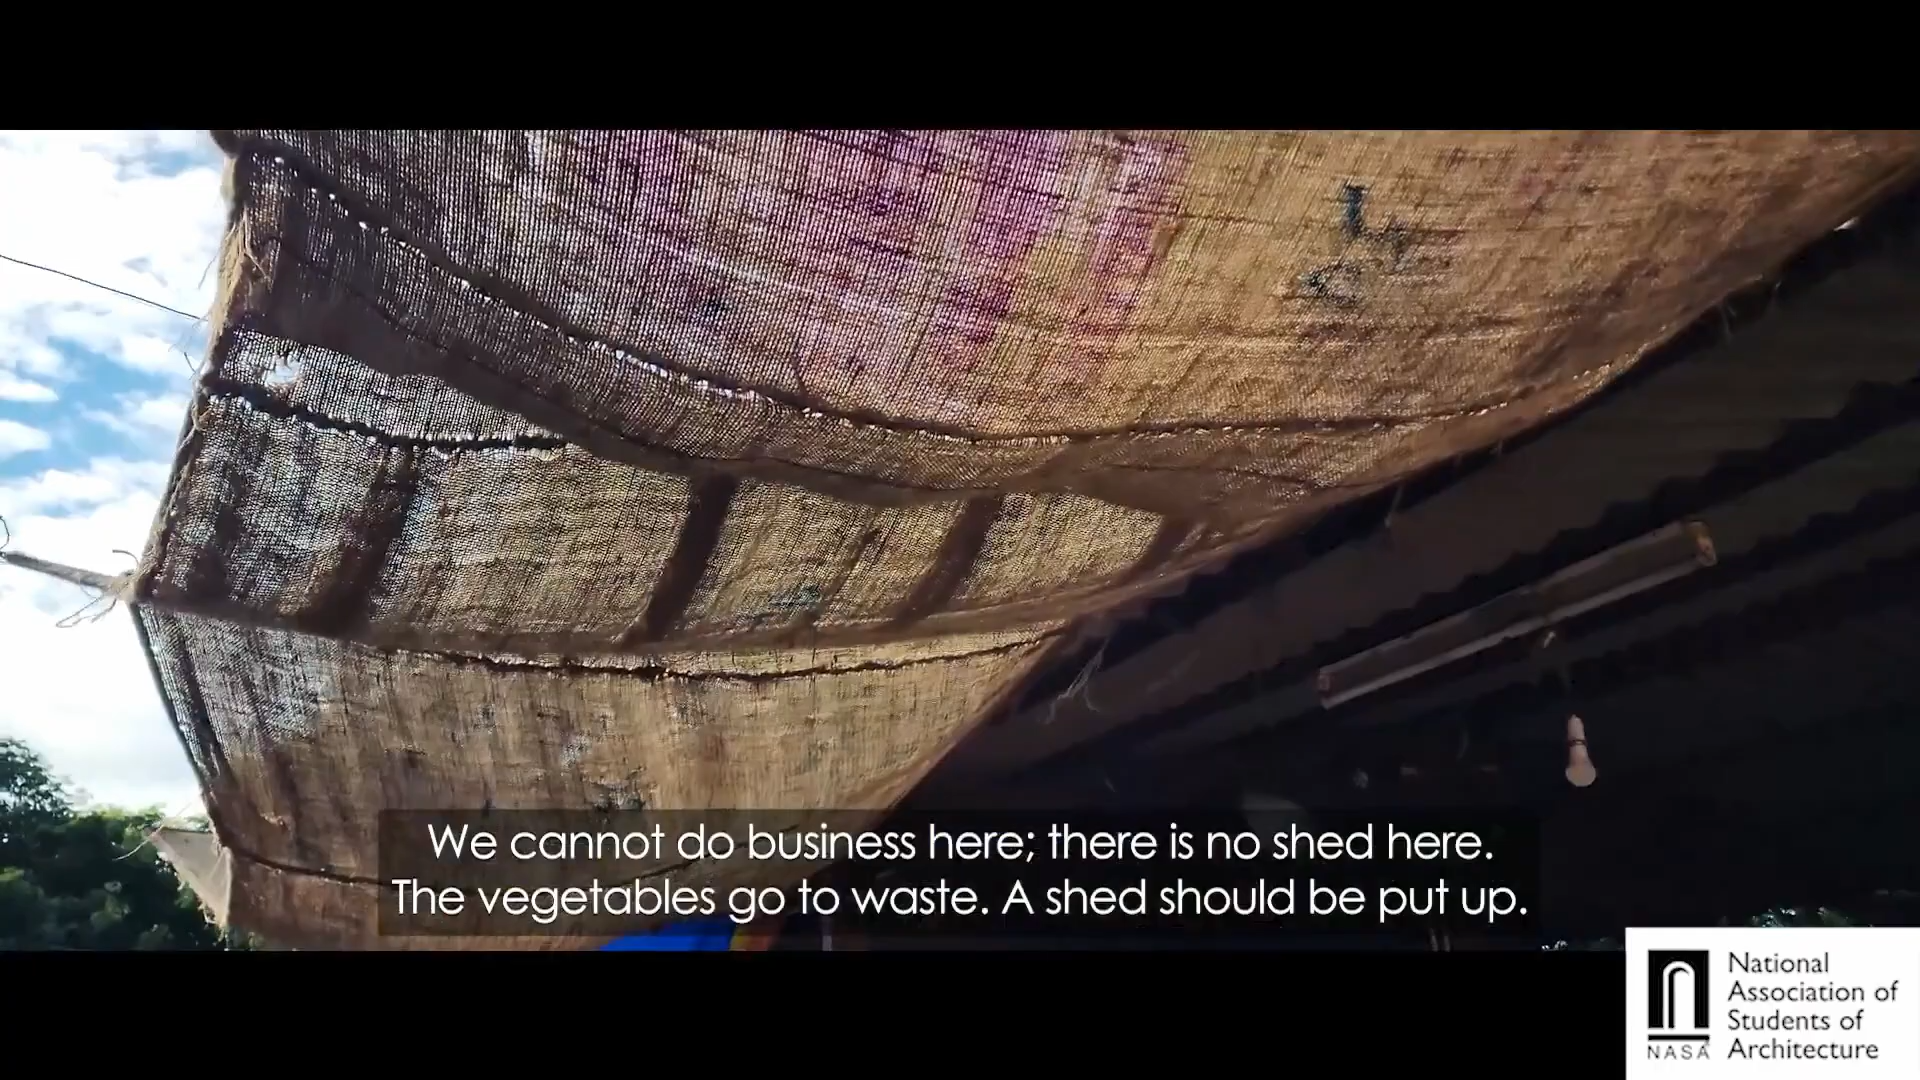 We cannot do business here; there is no shed here.
The vegetables go to waste. A shed should be put up.
National
Association of
Students of
Architecture
NASA